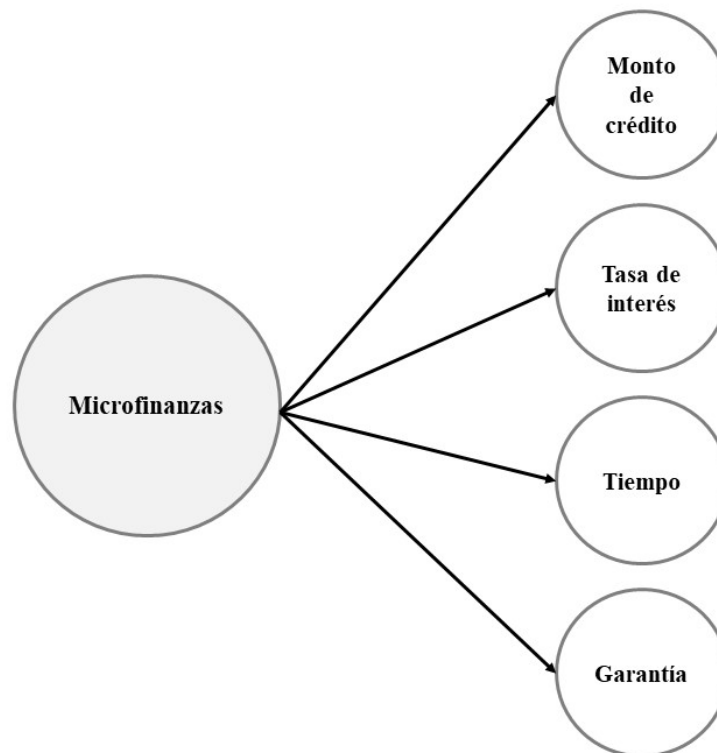 Monto
de
crédito
Tasa de
interés
Microfinanzas
Tiempo
Garantía